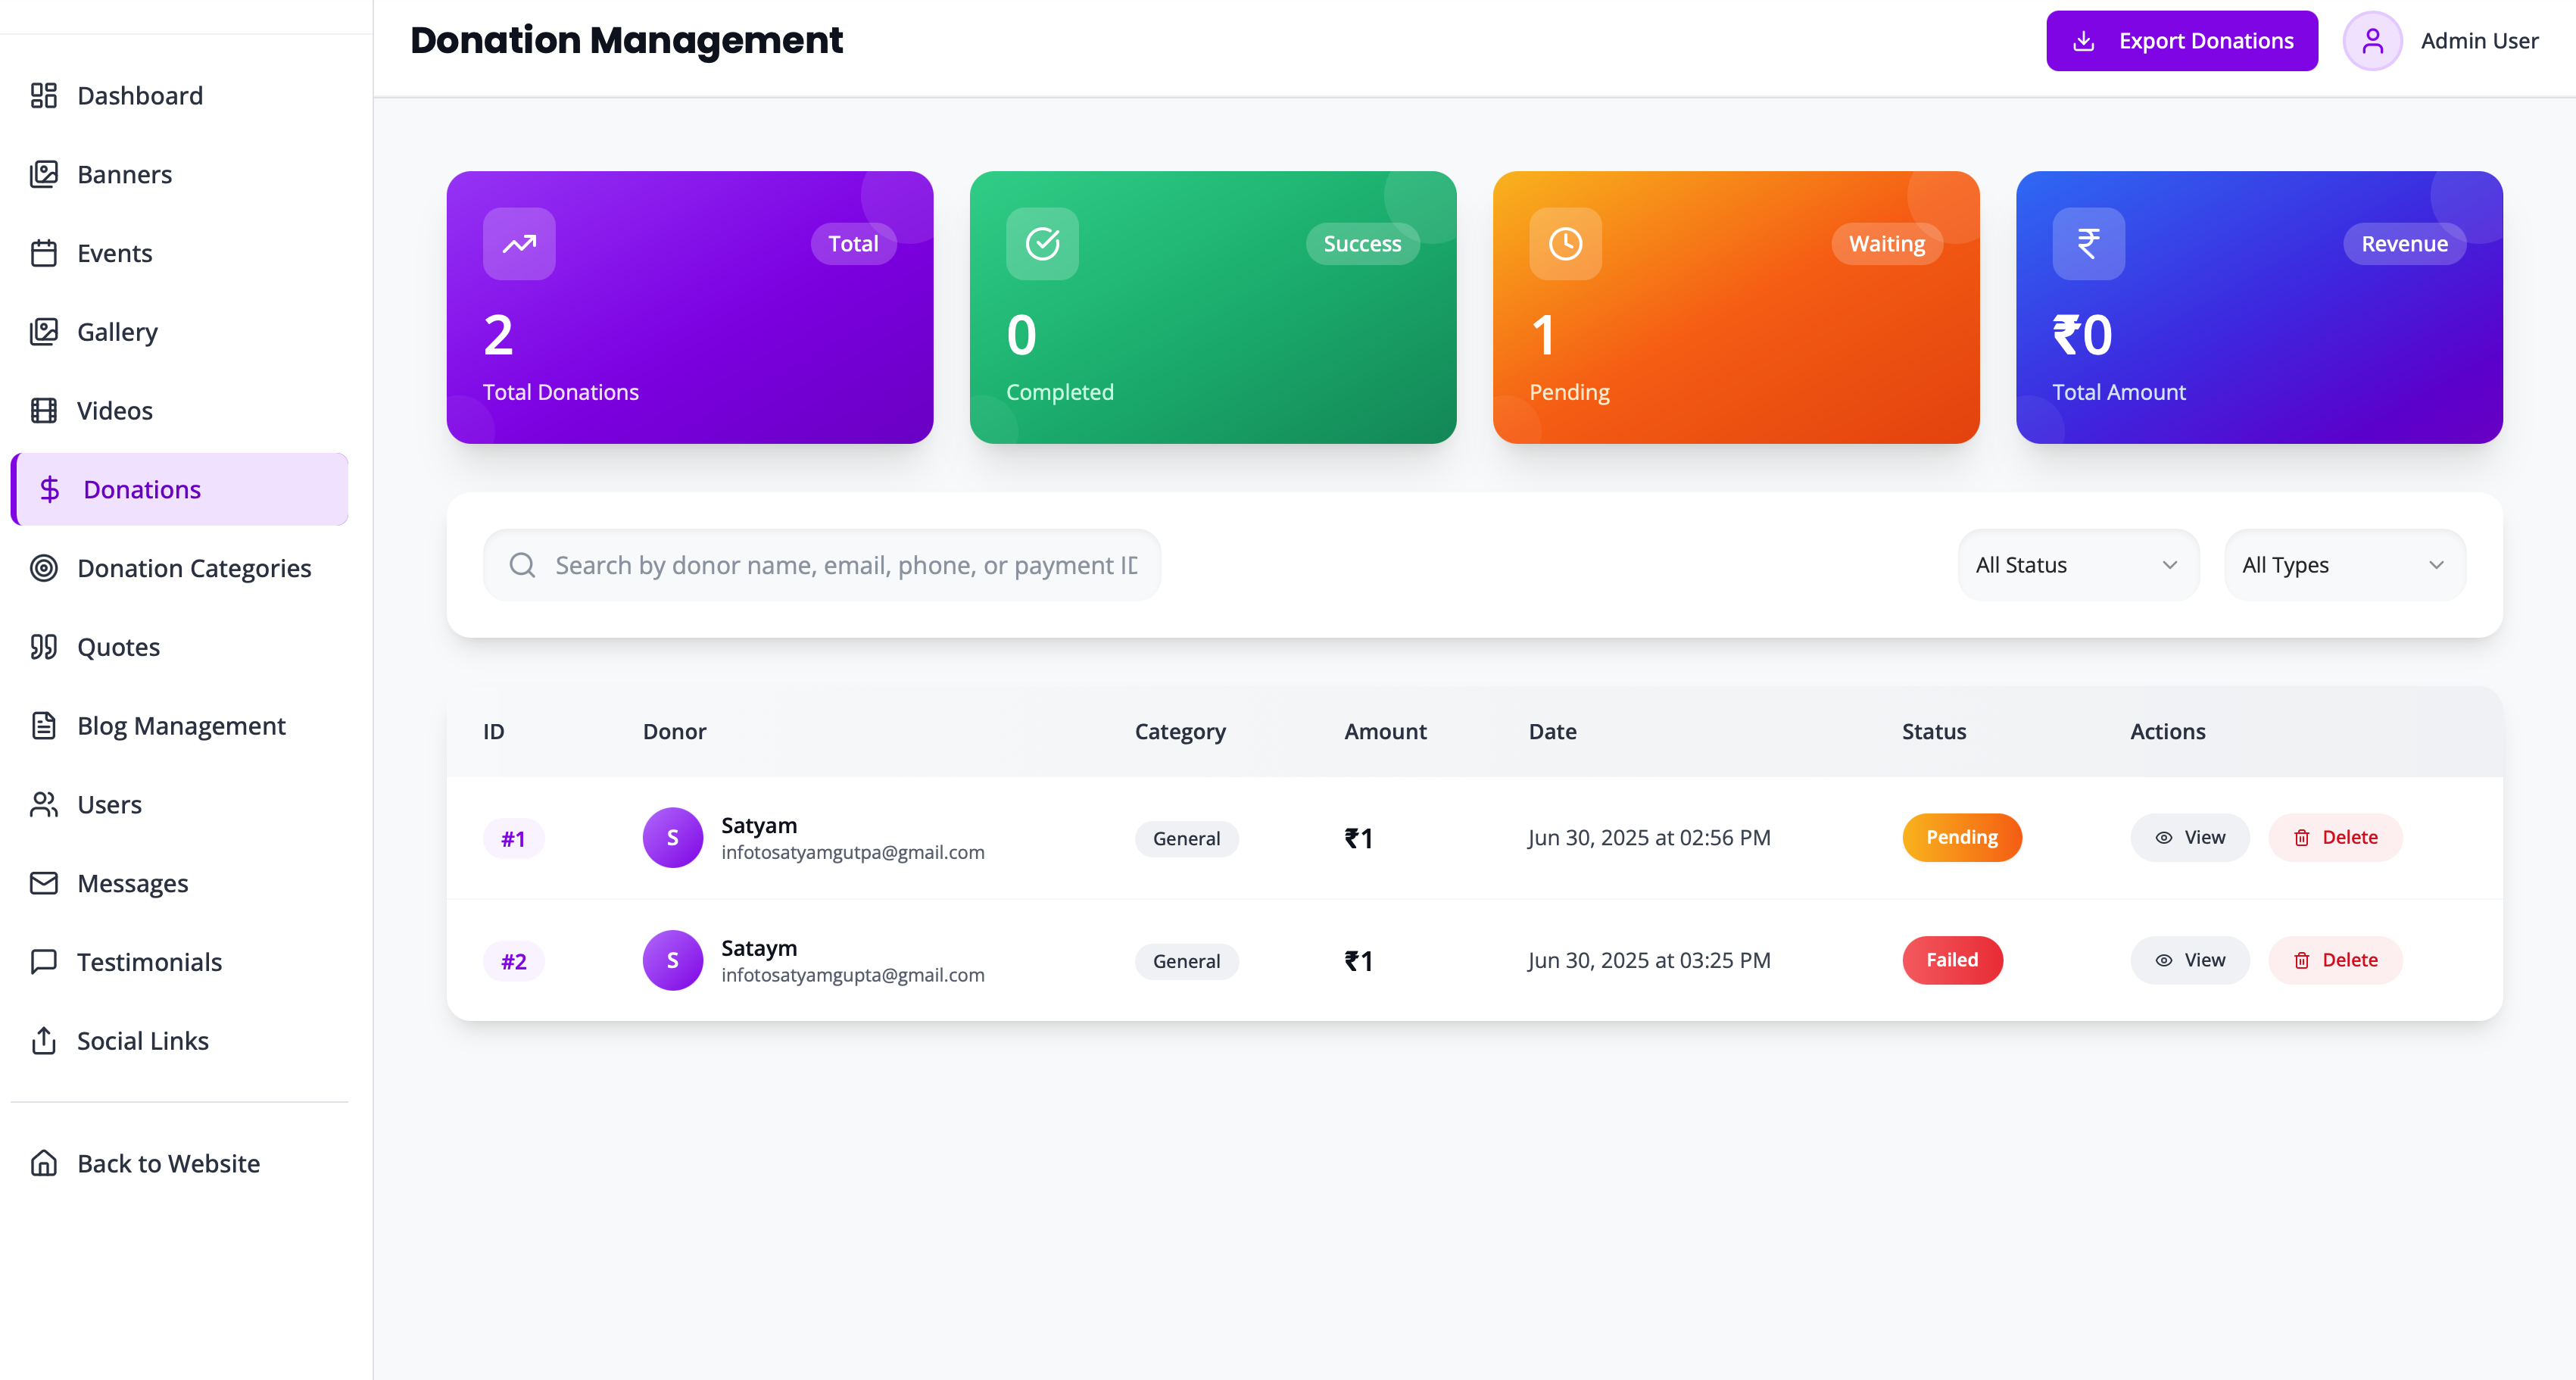 Donation Management
Export Donations
Admin User
Dashboard
Banners
Events
Gallery
Videos
Donations
Donation Categories
Quotes
Blog Management
Users
Messages
Testimonials
Social Links
Back to Website
Total
2
Total Donations
Success
0
Completed
Waiting
1
Pending
Revenue
₹0
Total Amount
Search by donor name, email, phone, or payment ID
All Status
All Types
ID Donor Category Amount Date Status Actions
#1 S Satyam General ₹1 Jun 30, 2025 at 02:56 PM Pending View Delete
infotosatyamgutpa@gmail.com
#2 S Sataym General ₹1 Jun 30, 2025 at 03:25 PM Failed View Delete
infotosatyamgupta@gmail.com